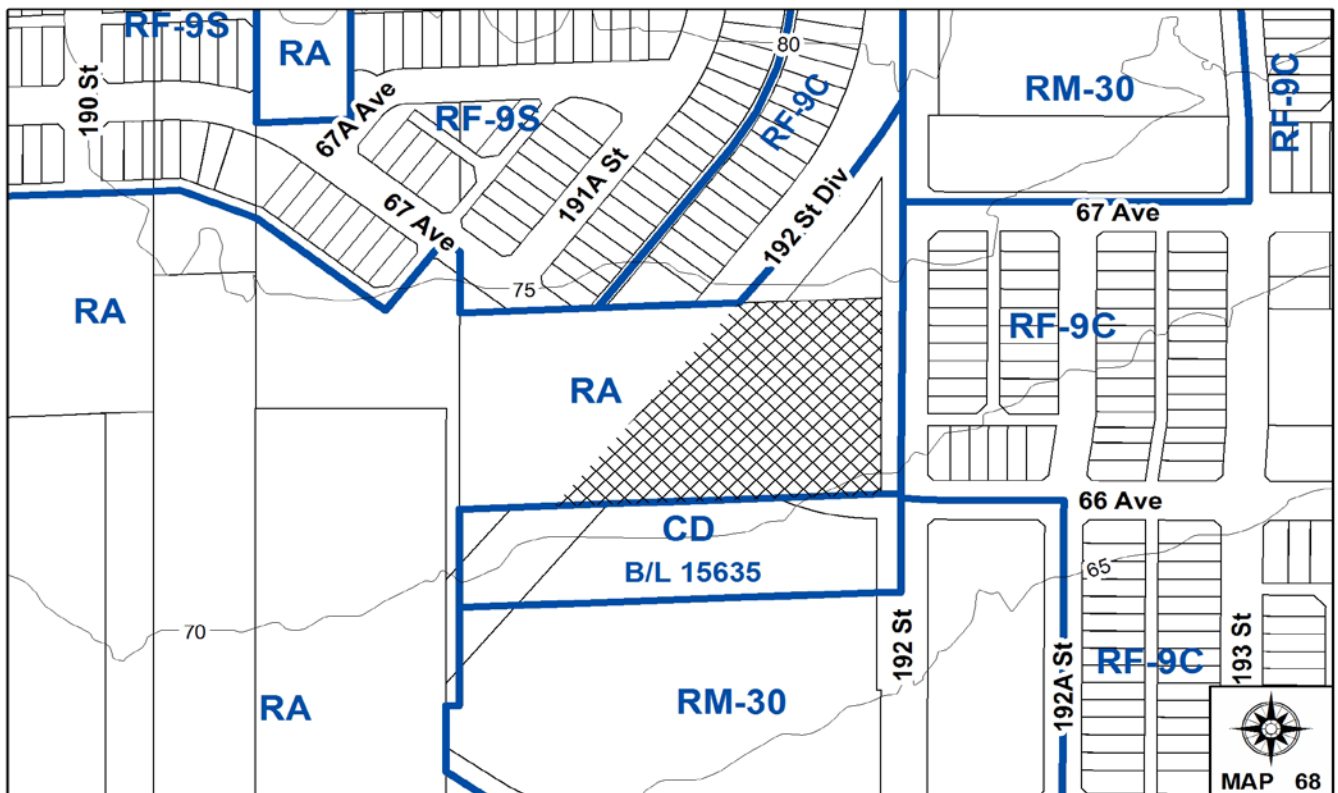 RF-9S
RA
80
RM-30
190 St
67A Ave
RF-9S
RF-9C
RF-9C
191A St
67 Ave
192 St Div
67 Ave
75
RA
RF-9C
RA
66 Ave
CD
B/L 15635
65
70
192 St
192A St
193 St
RF-9C
RA
RM-30
MAP 68